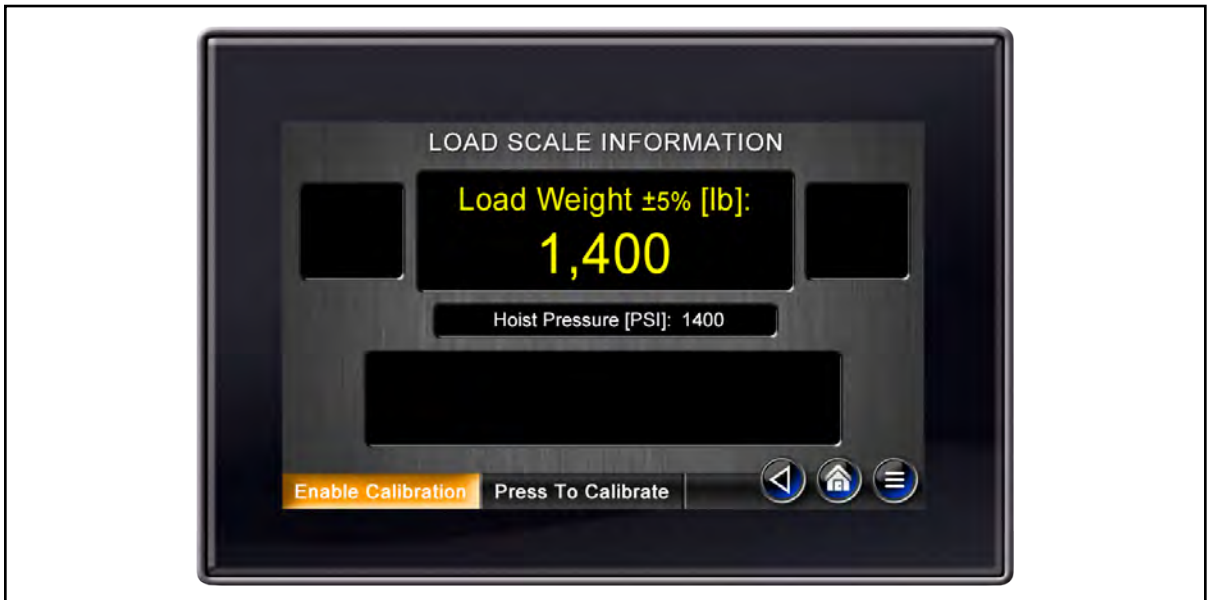 LOAD SCALE INFORMATION
Load Weight ±5% [lb]:
1,400
Hoist Pressure [PSI]: 1400
Enable Calibration
Press To Calibrate